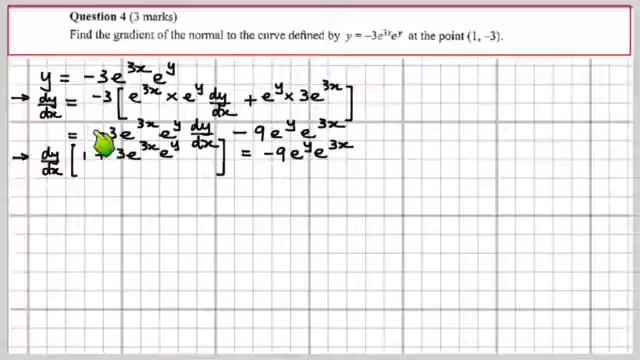 Question 4 (3 marks)
Find the gradient of the normal to the curve defined by y = −3e^{3x}e^{y} at the point (1, −3).
y = −3e^{3x}e^{y}
→ dy/dx = −3[e^{3x} × e^{y} dy/dx + e^{y} × 3e^{3x}]
= −3e^{3x}e^{y} dy/dx − 9e^{y}e^{3x}
→ dy/dx [1 + 3e^{3x}e^{y}] = −9e^{y}e^{3x}